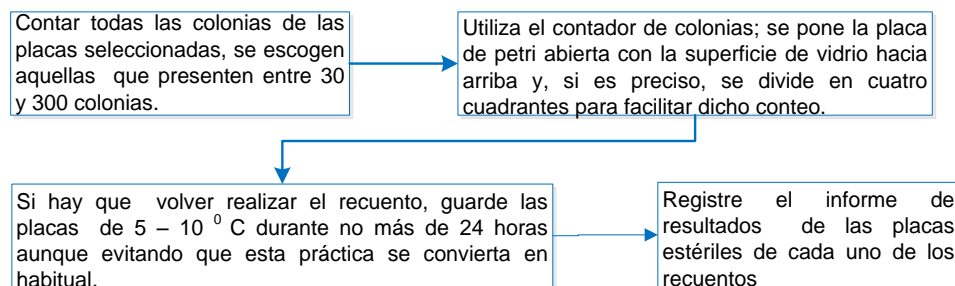 Contar todas las colonias de las
placas seleccionadas, se escogen
aquellas que presenten entre 30
y 300 colonias.
Utiliza el contador de colonias; se pone la placa
de petri abierta con la superficie de vidrio hacia
arriba y, si es preciso, se divide en cuatro
cuadrantes para facilitar dicho conteo.
Si hay que volver realizar el recuento, guarde las
placas de 5 – 10 ⁰ C durante no más de 24 horas
aunque evitando que esta práctica se convierta en
habitual.
Registre el informe de
resultados de las placas
estériles de cada uno de los
recuentos